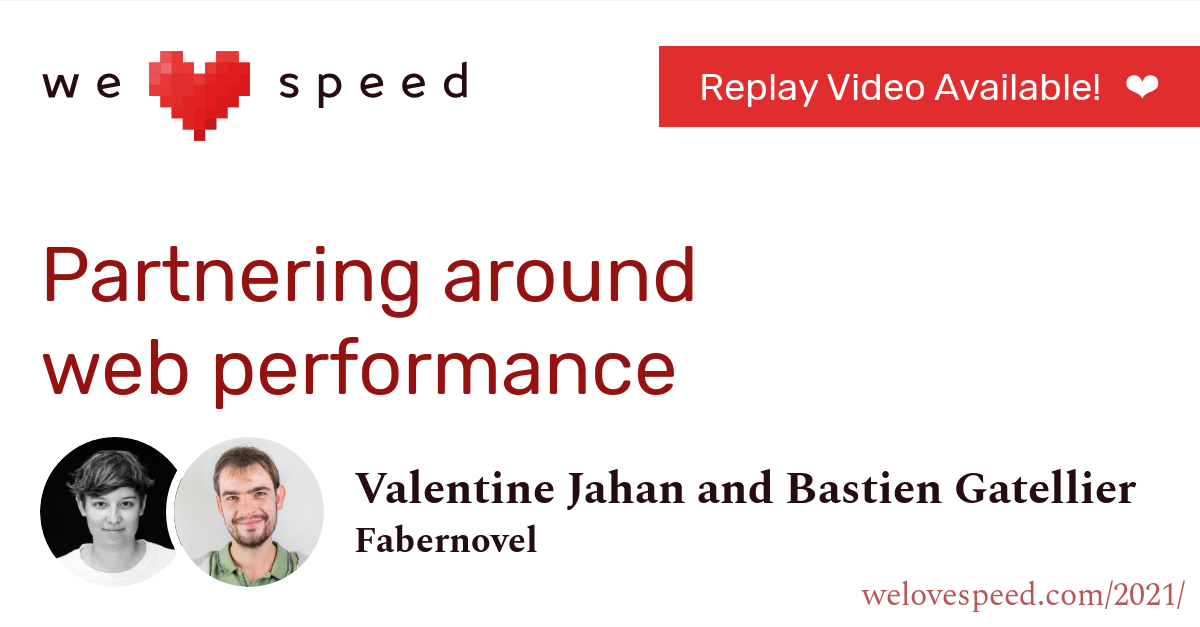 we speed
Replay Video Available! ❤
Partnering around
web performance
Valentine Jahan and Bastien Gatellier
Fabernovel
welovespeed.com/2021/